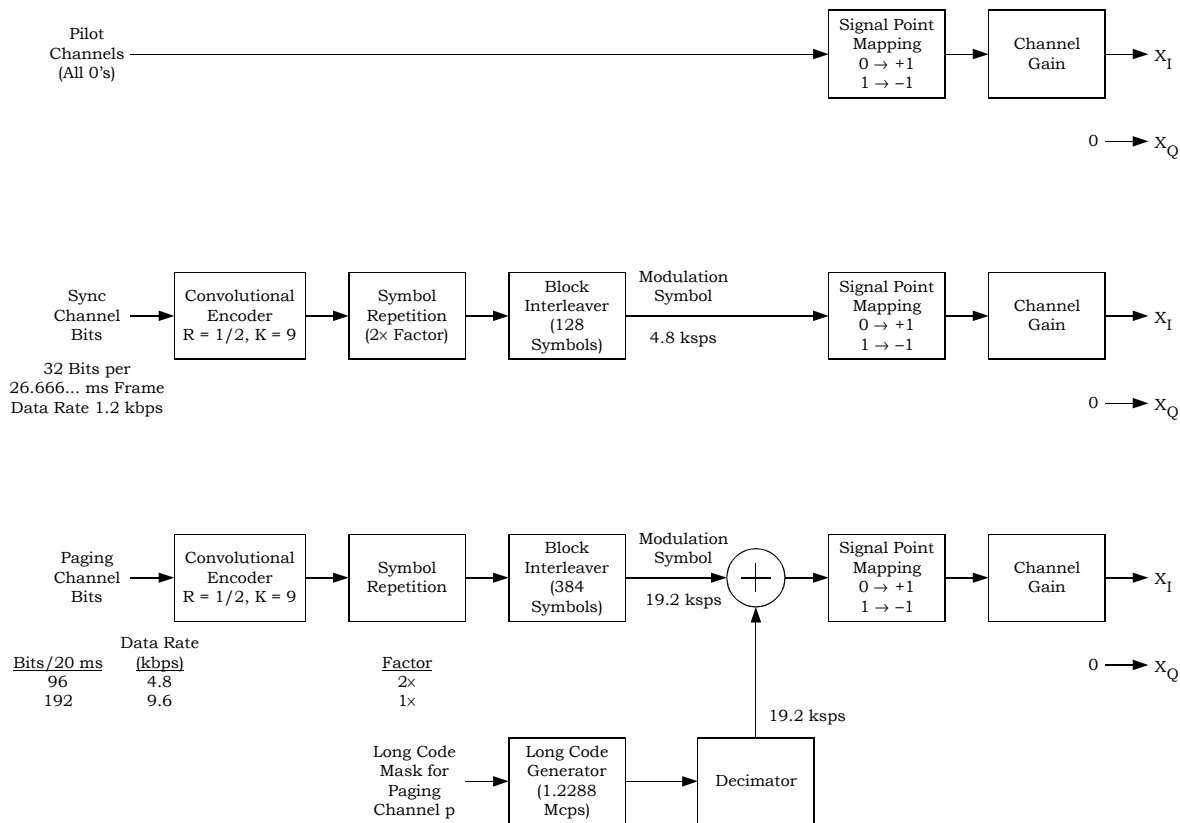 Pilot
Channels
(All 0's)
Signal Point
Mapping
0 → +1
1 → –1
Channel
Gain
X_I
0
X_Q
Sync
Channel
Bits
32 Bits per
26.666... ms Frame
Data Rate 1.2 kbps
Convolutional
Encoder
R = 1/2, K = 9
Symbol
Repetition
(2× Factor)
Block
Interleaver
(128
Symbols)
Modulation
Symbol
4.8 ksps
Signal Point
Mapping
0 → +1
1 → –1
Channel
Gain
X_I
0
X_Q
Paging
Channel
Bits
Convolutional
Encoder
R = 1/2, K = 9
Symbol
Repetition
Block
Interleaver
(384
Symbols)
Modulation
Symbol
19.2 ksps
Signal Point
Mapping
0 → +1
1 → –1
Channel
Gain
X_I
0
X_Q
Data Rate
Bits/20 ms (kbps) Factor
96 4.8 2×
192 9.6 1×
19.2 ksps
Long Code
Mask for
Paging
Channel p
Long Code
Generator
(1.2288
Mcps)
Decimator